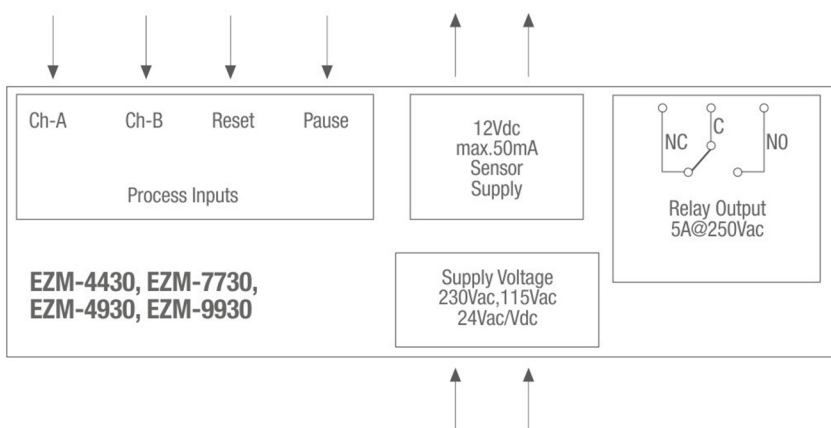 Ch-A
Ch-B
Reset
Pause
Process Inputs
12Vdc
max.50mA
Sensor
Supply
NC
C
NO
Relay Output
5A@250Vac
EZM-4430, EZM-7730,
EZM-4930, EZM-9930
Supply Voltage
230Vac,115Vac
24Vac/Vdc